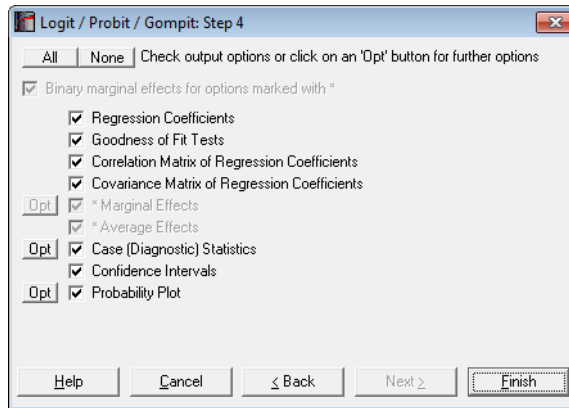 Logit / Probit / Gompit: Step 4
All None Check output options or click on an 'Opt' button for further options
Binary marginal effects for options marked with *
Regression Coefficients
Goodness of Fit Tests
Correlation Matrix of Regression Coefficients
Covariance Matrix of Regression Coefficients
Opt * Marginal Effects
* Average Effects
Opt Case (Diagnostic) Statistics
Confidence Intervals
Opt Probability Plot
Help Cancel < Back Next > Finish